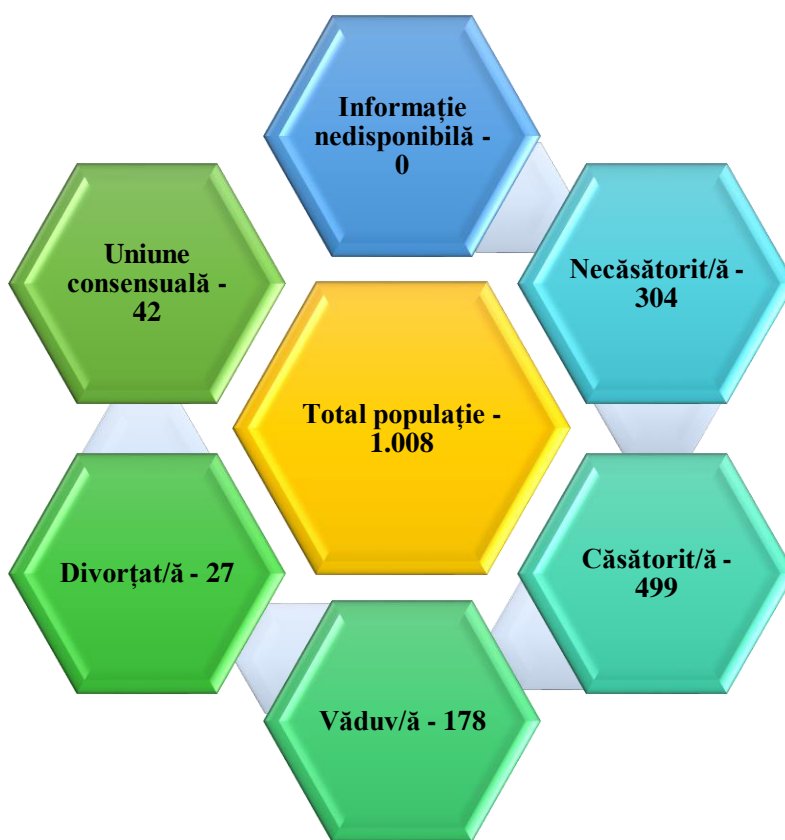 Informație
nedisponibilă -
0
Necăsătorit/ă -
304
Căsătorit/ă -
499
Văduv/ă - 178
Divorțat/ă - 27
Uniune
consensuală -
42
Total populație -
1.008